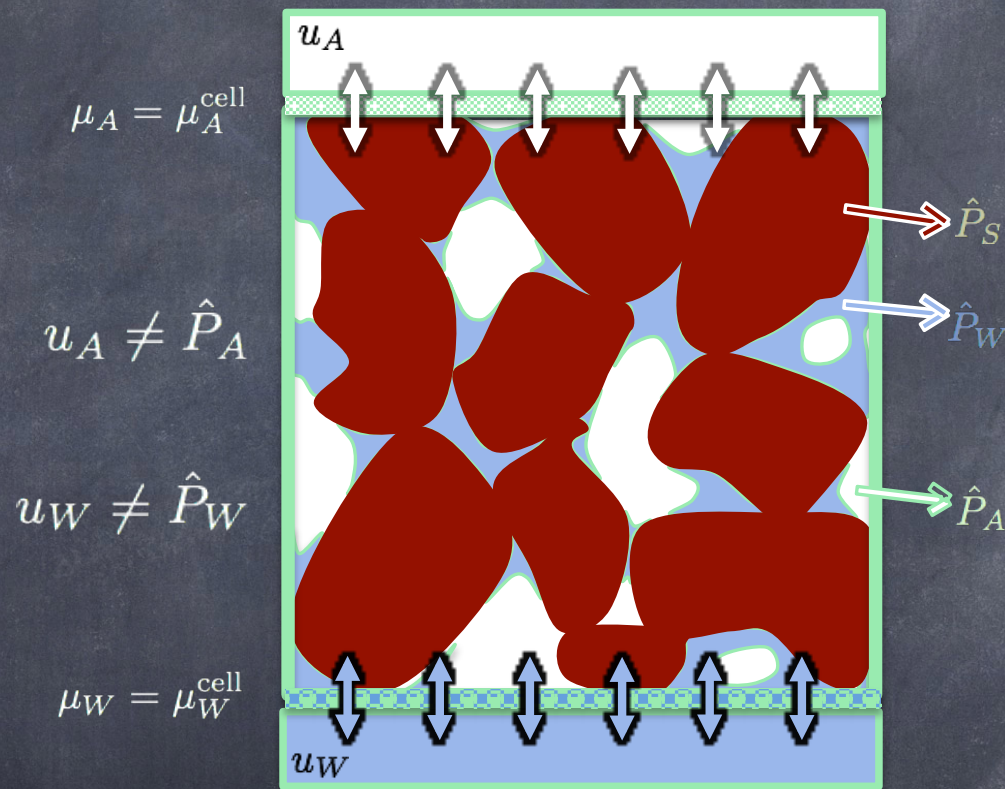 u_A
μ_A = μ_A^cell
P̂_S
u_A ≠ P̂_A
P̂_W
u_W ≠ P̂_W
P̂_A
μ_W = μ_W^cell
u_W